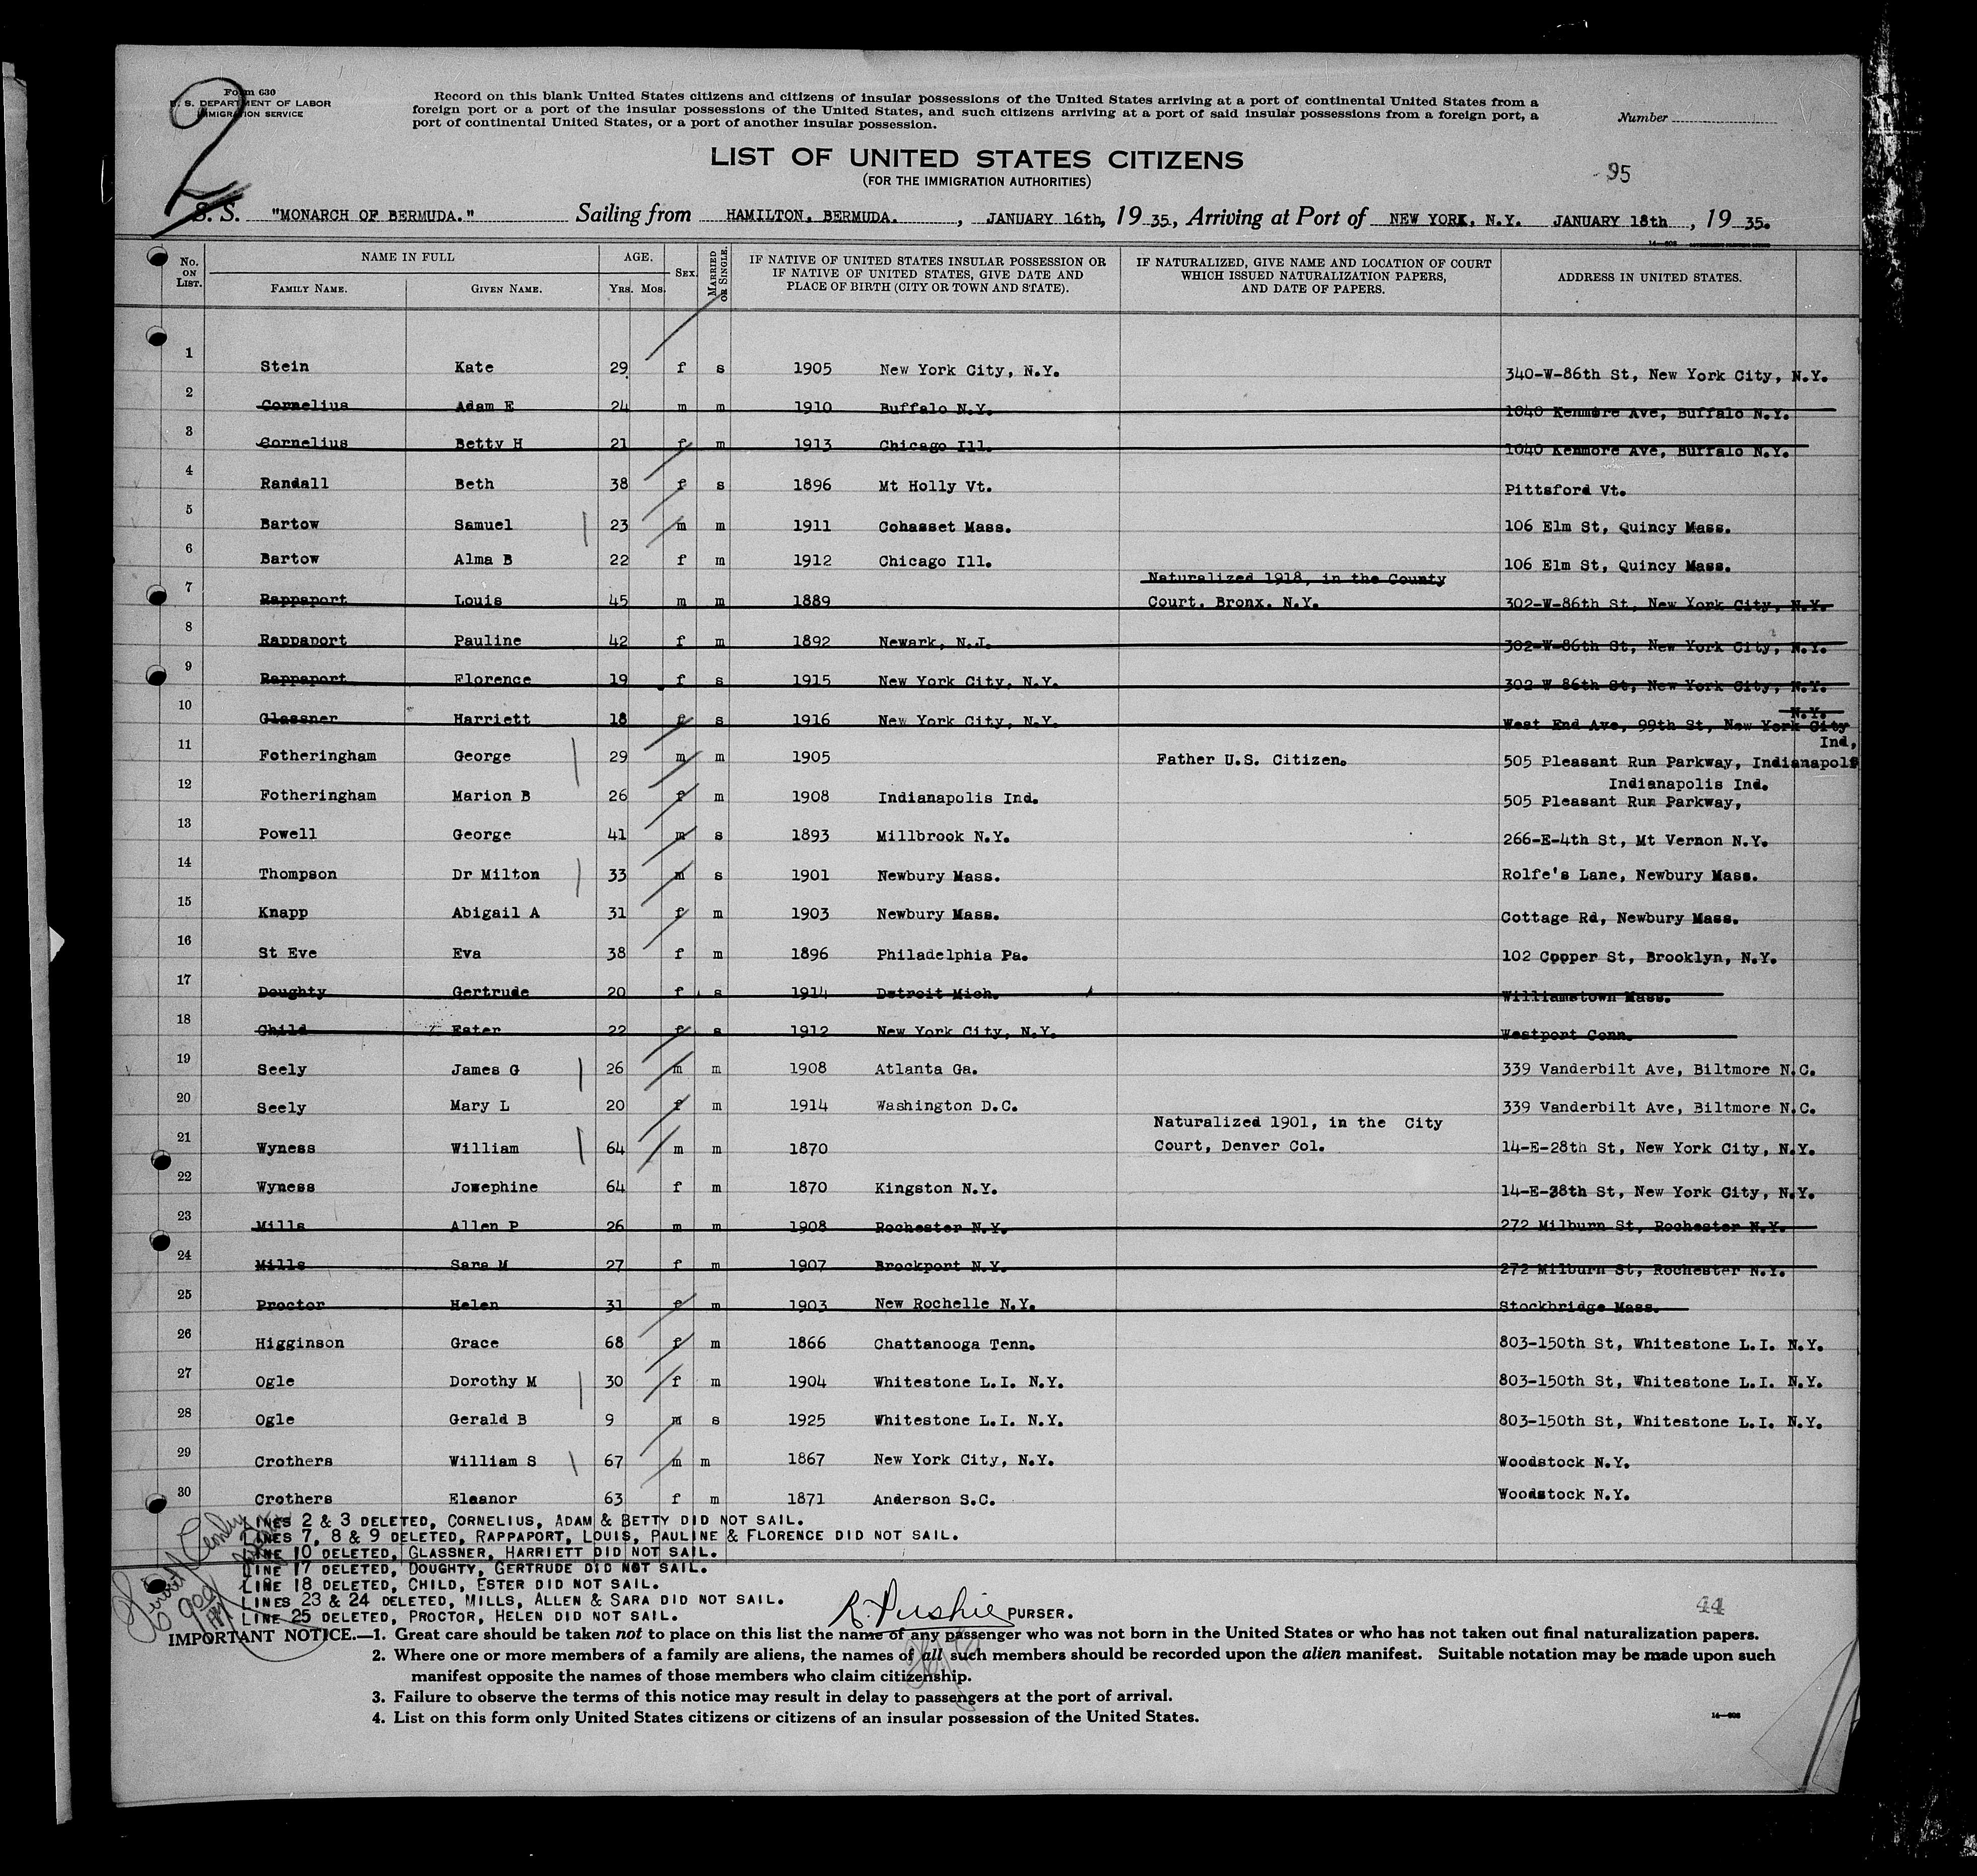 Form 630
U. S. DEPARTMENT OF LABOR
IMMIGRATION SERVICE
2
Record on this blank United States citizens and citizens of insular possessions of the United States arriving at a port of continental United States from a
foreign port or a port of the insular possessions of the United States, and such citizens arriving at a port of said insular possessions from a foreign port, a
port of continental United States, or a port of another insular possession.
Number
LIST OF UNITED STATES CITIZENS
(FOR THE IMMIGRATION AUTHORITIES)
95
S. S. "MONARCH OF BERMUDA." Sailing from HAMILTON, BERMUDA. , JANUARY 16th, 19 35., Arriving at Port of NEW YORK, N.Y. JANUARY 18th , 19 35.
No. ON LIST. NAME IN FULL FAMILY NAME. GIVEN NAME. AGE. Yrs. Mos. SEX. MARRIED OR SINGLE. IF NATIVE OF UNITED STATES INSULAR POSSESSION OR IF NATIVE OF UNITED STATES, GIVE DATE AND PLACE OF BIRTH (CITY OR TOWN AND STATE). IF NATURALIZED, GIVE NAME AND LOCATION OF COURT WHICH ISSUED NATURALIZATION PAPERS, AND DATE OF PAPERS. ADDRESS IN UNITED STATES.
1 Stein Kate 29 f s 1905 New York City, N.Y. 340-W-86th St, New York City, N.Y.
2 Cornelius Adam E 24 m m 1910 Buffalo N.Y. 1040 Kenmore Ave, Buffalo N.Y.
3 Cornelius Betty H 21 f m 1913 Chicago Ill. 1040 Kenmore Ave, Buffalo N.Y.
4 Randall Beth 38 f s 1896 Mt Holly Vt. Pittsford Vt.
5 Bartow Samuel 23 m m 1911 Cohasset Mass. 106 Elm St, Quincy Mass.
6 Bartow Alma B 22 f m 1912 Chicago Ill. 106 Elm St, Quincy Mass.
Naturalized 1918, in the County
7 Rappaport Louis 45 m m 1889 Court. Bronx. N.Y. 302-W-86th St, New York City, N.Y.
8 Rappaport Pauline 42 f m 1892 Newark, N.J. 302-W-86th St, New York City, N.Y.
9 Rappaport Florence 19 f s 1915 New York City, N.Y. 302-W-86th St, New York City, N.Y.
N.Y.
10 Glassner Harriett 18 f s 1916 New York City, N.Y. West End Ave, 99th St, New York City
Ind,
11 Fotheringham George 29 m m 1905 Father U.S. Citizen. 505 Pleasant Run Parkway, Indianapols
Indianapolis Ind.
12 Fotheringham Marion B 26 f m 1908 Indianapolis Ind. 505 Pleasant Run Parkway,
13 Powell George 41 m s 1893 Millbrook N.Y. 266-E-4th St, Mt Vernon N.Y.
14 Thompson Dr Milton 33 m s 1901 Newbury Mass. Rolfe's Lane, Newbury Mass.
15 Knapp Abigail A 31 f m 1903 Newbury Mass. Cottage Rd, Newbury Mass.
16 St Eve Eva 38 f m 1896 Philadelphia Pa. 102 Cooper St, Brooklyn, N.Y.
17 Doughty Gertrude 20 f s 1914 Detroit Mich. Williamstown Mass.
18 Child Ester 22 f s 1912 New York City, N.Y. Westport Conn.
19 Seely James G 26 m m 1908 Atlanta Ga. 339 Vanderbilt Ave, Biltmore N.C.
20 Seely Mary L 20 f m 1914 Washington D.C. 339 Vanderbilt Ave, Biltmore N.C.
Naturalized 1901, in the City
21 Wyness William 64 m m 1870 Court, Denver Col. 14-E-28th St, New York City, N.Y.
22 Wyness Josephine 64 f m 1870 Kingston N.Y. 14-E-28th St, New York City, N.Y.
23 Mills Allen P 26 m m 1908 Rochester N.Y. 272 Milburn St, Rochester N.Y.
24 Mills Sara M 27 f m 1907 Brockport N.Y. 272 Milburn St, Rochester N.Y.
25 Proctor Helen 31 f m 1903 New Rochelle N.Y. Stockbridge Mass.
26 Higginson Grace 68 f m 1866 Chattanooga Tenn. 803-150th St, Whitestone L.I. N.Y.
27 Ogle Dorothy M 30 f m 1904 Whitestone L.I. N.Y. 803-150th St, Whitestone L.I. N.Y.
28 Ogle Gerald B 9 m s 1925 Whitestone L.I. N.Y. 803-150th St, Whitestone L.I. N.Y.
29 Crothers William S 67 m m 1867 New York City, N.Y. Woodstock N.Y.
30 Crothers Eleanor 63 f m 1871 Anderson S.C. Woodstock N.Y.
LINES 2 & 3 DELETED, CORNELIUS, ADAM & BETTY DID NOT SAIL.
LINES 7, 8 & 9 DELETED, RAPPAPORT, LOUIS, PAULINE & FLORENCE DID NOT SAIL.
LINE 10 DELETED, GLASSNER, HARRIETT DID NOT SAIL.
LINE 17 DELETED, DOUGHTY, GERTRUDE DID NOT SAIL.
LINE 18 DELETED, CHILD, ESTER DID NOT SAIL.
LINES 23 & 24 DELETED, MILLS, ALLEN & SARA DID NOT SAIL.
LINE 25 DELETED, PROCTOR, HELEN DID NOT SAIL.
PURSER.
44
IMPORTANT NOTICE.—1. Great care should be taken not to place on this list the name of any passenger who was not born in the United States or who has not taken out final naturalization papers.
2. Where one or more members of a family are aliens, the names of all such members should be recorded upon the alien manifest. Suitable notation may be made upon such
manifest opposite the names of those members who claim citizenship.
3. Failure to observe the terms of this notice may result in delay to passengers at the port of arrival.
4. List on this form only United States citizens or citizens of an insular possession of the United States.